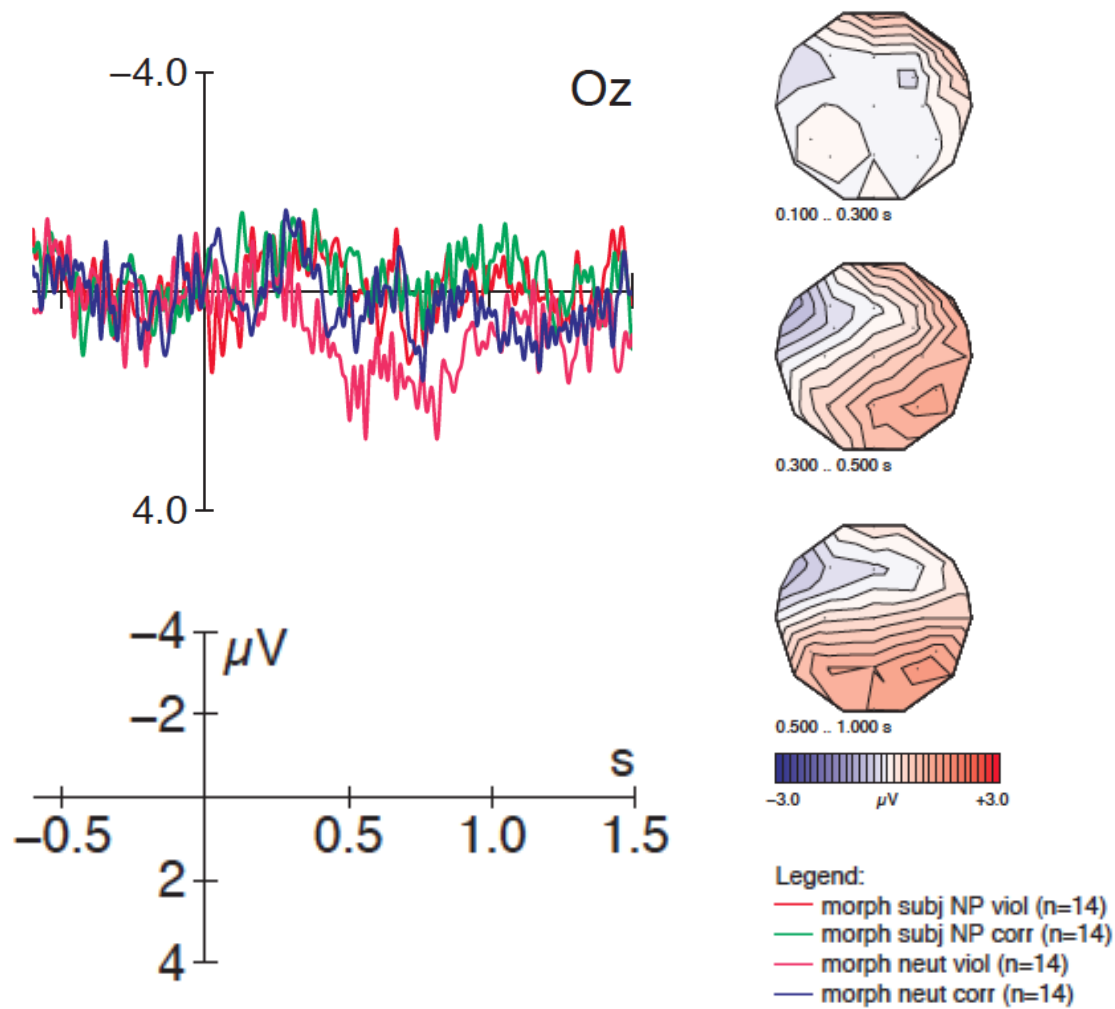 −4.0
Oz
4.0
0.100 .. 0.300 s
0.300 .. 0.500 s
0.500 .. 1.000 s
−4
µV
−2
s
−0.5 0.5 1.0 1.5
2
4
−3.0 µV +3.0
Legend:
morph subj NP viol (n=14)
morph subj NP corr (n=14)
morph neut viol (n=14)
morph neut corr (n=14)